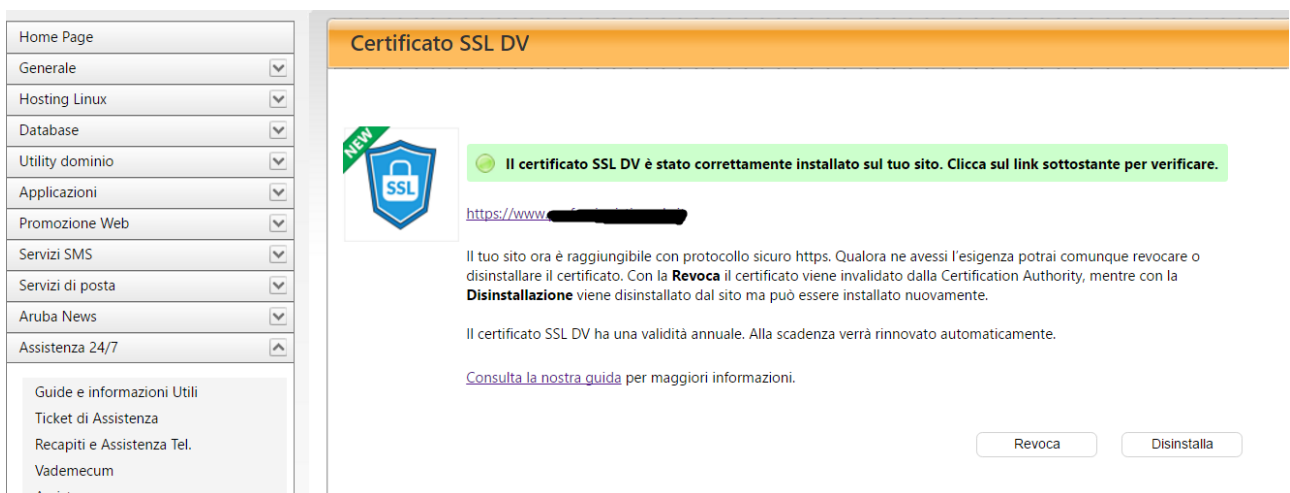 Home Page
Generale
Hosting Linux
Database
Utility dominio
Applicazioni
Promozione Web
Servizi SMS
Servizi di posta
Aruba News
Assistenza 24/7
Guide e informazioni Utili
Ticket di Assistenza
Recapiti e Assistenza Tel.
Vademecum
Certificato SSL DV
NEW
SSL
Il certificato SSL DV è stato correttamente installato sul tuo sito. Clicca sul link sottostante per verificare.
https://www.
Il tuo sito ora è raggiungibile con protocollo sicuro https. Qualora ne avessi l'esigenza potrai comunque revocare o
disinstallare il certificato. Con la Revoca il certificato viene invalidato dalla Certification Authority, mentre con la
Disinstallazione viene disinstallato dal sito ma può essere installato nuovamente.
Il certificato SSL DV ha una validità annuale. Alla scadenza verrà rinnovato automaticamente.
Consulta la nostra guida per maggiori informazioni.
Revoca
Disinstalla